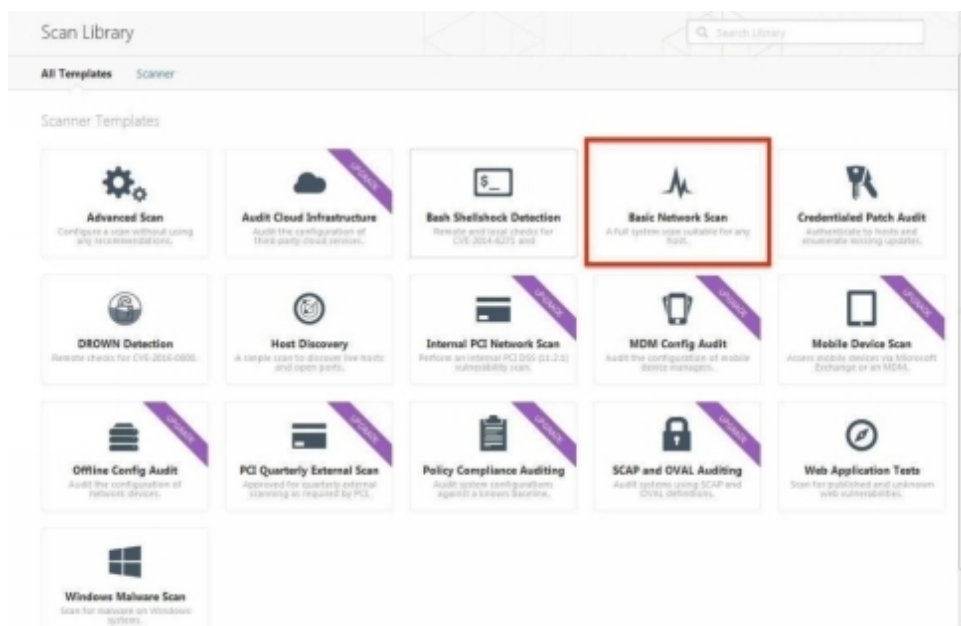 Scan Library
Search Library
All Templates
Scanner
Scanner Templates
Advanced Scan
Configure a scan without using
any recommendations.
UPGRADE
Audit Cloud Infrastructure
Audit the configuration of
third-party cloud services.
$_
Bash Shellshock Detection
Remote and local checks for
CVE-2014-6271 and
Basic Network Scan
A full system scan suitable for any
host.
Credentialed Patch Audit
Authenticate to hosts and
enumerate missing updates.
DROWN Detection
Remote checks for CVE-2016-0800.
Host Discovery
A simple scan to discover live hosts
and open ports.
UPGRADE
Internal PCI Network Scan
Perform an internal PCI DSS (11.2.1)
vulnerability scan.
UPGRADE
MDM Config Audit
Audit the configuration of mobile
device managers.
UPGRADE
Mobile Device Scan
Assess mobile devices via Microsoft
Exchange or an MDM.
UPGRADE
Offline Config Audit
Audit the configuration of
network devices.
UPGRADE
PCI Quarterly External Scan
Approved for quarterly external
scanning as required by PCI.
UPGRADE
Policy Compliance Auditing
Audit system configurations
against a known baseline.
UPGRADE
SCAP and OVAL Auditing
Audit systems using SCAP and
OVAL definitions.
Web Application Tests
Scan for published and unknown
web vulnerabilities.
Windows Malware Scan
Scan for malware on Windows
systems.